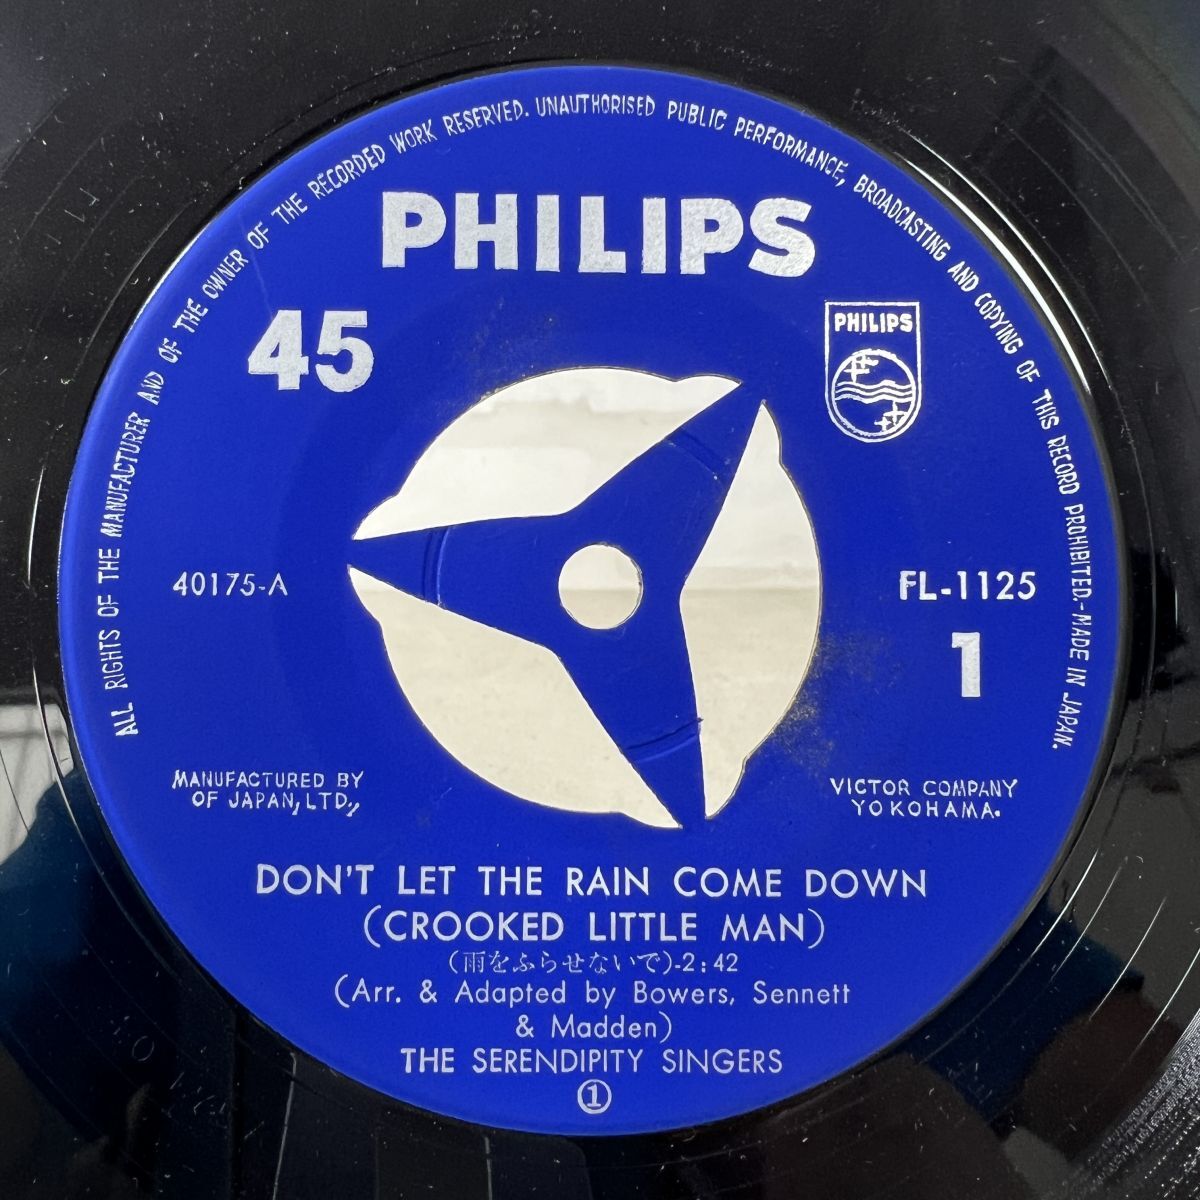 ALL RIGHTS OF THE MANUFACTURER AND OF THE OWNER OF THE RECORDED WORK RESERVED. UNAUTHORISED PUBLIC PERFORMANCE, BROADCASTING AND COPYING OF THIS RECORD PROHIBITED.-MADE IN JAPAN.
PHILIPS
45
PHILIPS
40175-A
FL-1125
1
MANUFACTURED BY
OF JAPAN, LTD.,
VICTOR COMPANY
YOKOHAMA.
DON'T LET THE RAIN COME DOWN
(CROOKED LITTLE MAN)
(雨をふらせないで)-2:42
(Arr. & Adapted by Bowers, Sennett
& Madden)
THE SERENDIPITY SINGERS
①